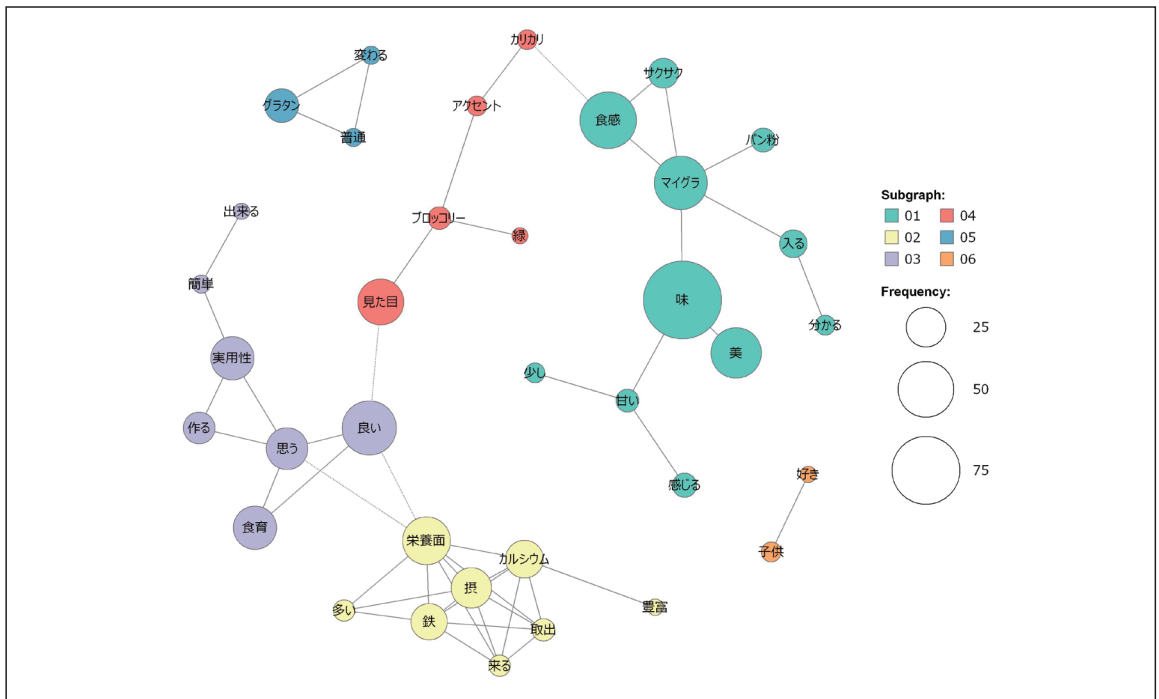 カリカリ
変わる
サクサク
グラタン
アクセント
食感
普通
パン粉
マイグラ
Subgraph:
出来る
ブロッコリー
01
04
緑
入る
02
05
03
06
簡単
Frequency:
見た目
味
分かる
25
実用性
美
少し
50
甘い
作る
良い
思う
75
好き
感じる
食育
栄養面
子供
カルシウム
摂
多い
豊富
鉄
取出
来る